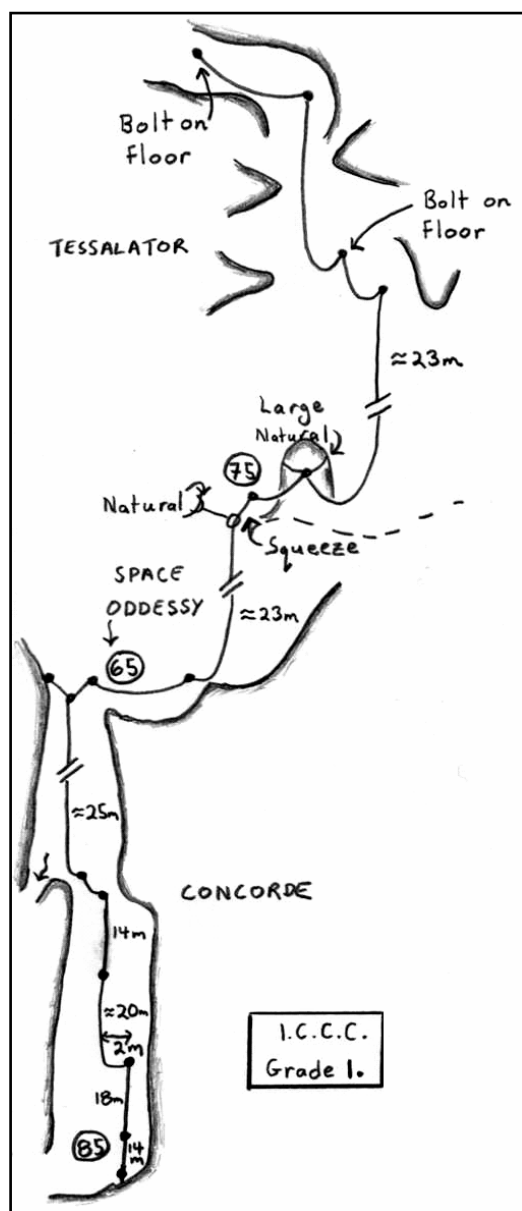 Bolt on
Floor
Bolt on
Floor
TESSALATOR
≈23m
Large
Natural
75
Natural
Squeeze
SPACE
ODDESSY
≈23m
65
≈25m
CONCORDE
14m
≈20m
2m
I.C.C.C.
Grade 1.
18m
85
14
m